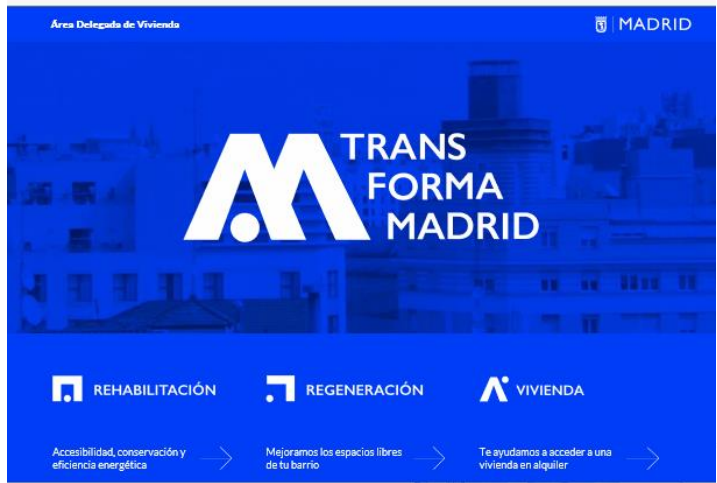 Área Delegada de Vivienda
MADRID
TRANS
FORMA
MADRID
REHABILITACIÓN
REGENERACIÓN
VIVIENDA
Accesibilidad, conservación y
eficiencia energética
Mejoramos los espacios libres
de tu barrio
Te ayudamos a acceder a una
vivienda en alquiler